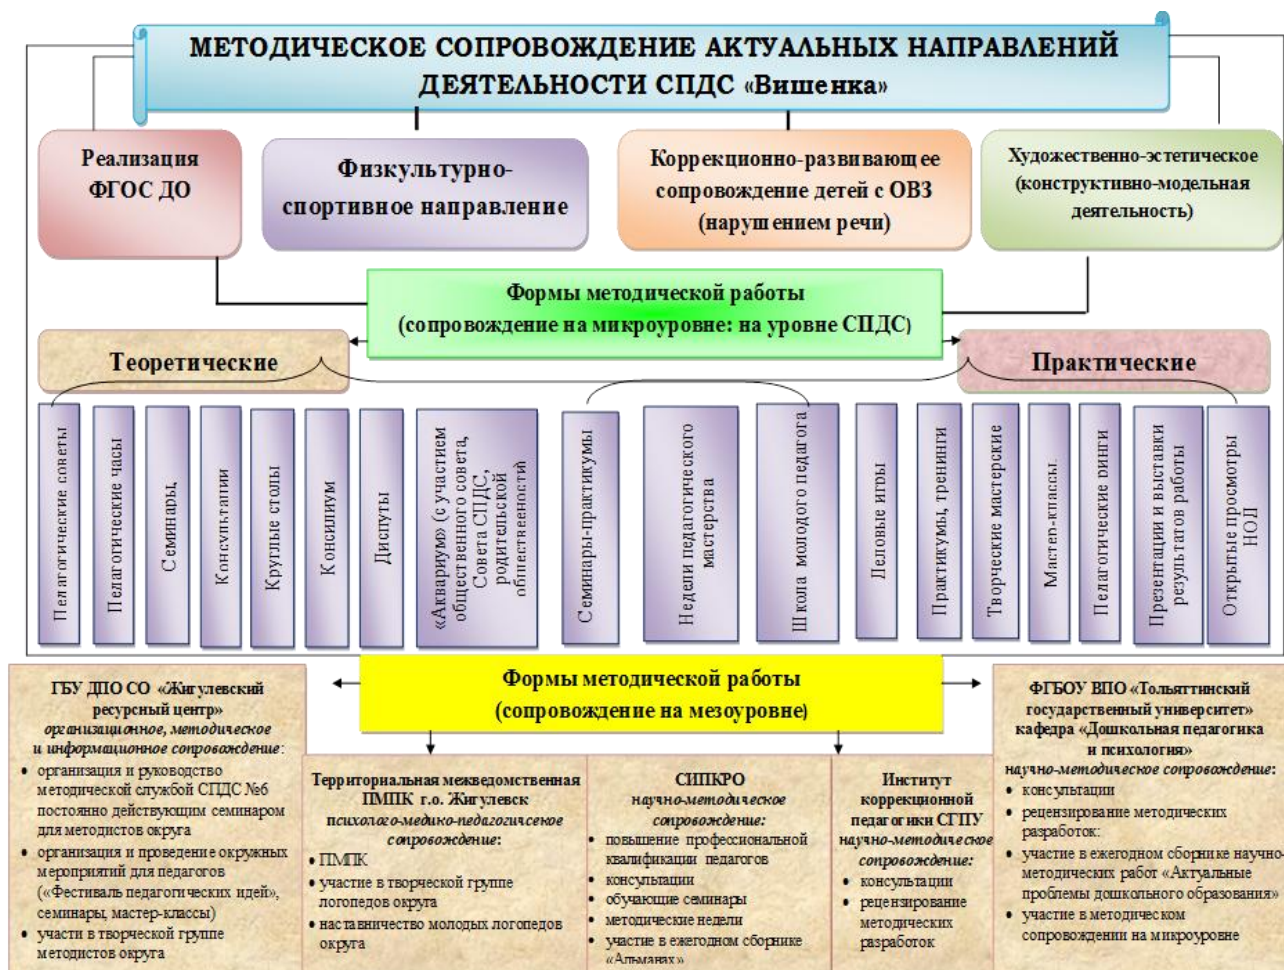 МЕТОДИЧЕСКОЕ СОПРОВОЖДЕНИЕ АКТУАЛЬНЫХ НАПРАВЛЕНИЙ
ДЕЯТЕЛЬНОСТИ СПДС «Вишенка»
Реализация
ФГОС ДО
Физкультурно-
спортивное направление
Коррекционно-развивающее
сопровождение детей с ОВЗ
(нарушением речи)
Художественно-эстетическое
(конструктивно-модельная
деятельность)
Формы методической работы
(сопровождение на микроуровне: на уровне СПДС)
Теоретические
Практические
Педагогические советы
Педагогические часы
Семинары,
Консультации
Круглые столы
Консилиум
Диспуты
«Аквариум» (с участием
общественного совета,
Совета СПДС,
родительской
общественности)
Семинары-практикумы
Недели педагогического
мастерства
Школа молодого педагога
Деловые игры
Практикумы, тренинги
Творческие мастерские
Мастер-классы.
Педагогические ринги
Презентации и выставки
результатов работы
Открытые просмотры
НОД
Формы методической работы
(сопровождение на мезоуровне)
ГБУ ДПО СО «Жигулевский
ресурсный центр»
организационное, методическое
и информационное сопровождение:
• организация и руководство
методической службой СПДС №6
постоянно действующим семинаром
для методистов округа
• организация и проведение окружных
мероприятий для педагогов
(«Фестиваль педагогических идей»,
семинары, мастер-классы)
• участи в творческой группе
методистов округа
Территориальная межведомственная
ПМПК г.о. Жигулевск
психолого-медико-педагогичсекое
сопровождение:
• ПМПК
• участие в творческой группе
логопедов округа
• наставничество молодых логопедов
округа
СИПКРО
научно-методическое
сопровождение:
• повышение профессиональной
квалификации педагогов
• консультации
• обучающие семинары
• методические недели
• участие в ежегодном сборнике
«Альманах»
Институт
коррекционной
педагогики СГПУ
научно-методическое
сопровождение:
• консультации
• рецензирование
методических
разработок
ФГБОУ ВПО «Тольяттинский
государственный университет»
кафедра «Дошкольная педагогика
и психология»
научно-методическое сопровождение:
• консультации
• рецензирование методических
разработок:
• участие в ежегодном сборнике научно-
методических работ «Актуальные
проблемы дошкольного образования»
• участие в методическом
сопровождении на микроуровне